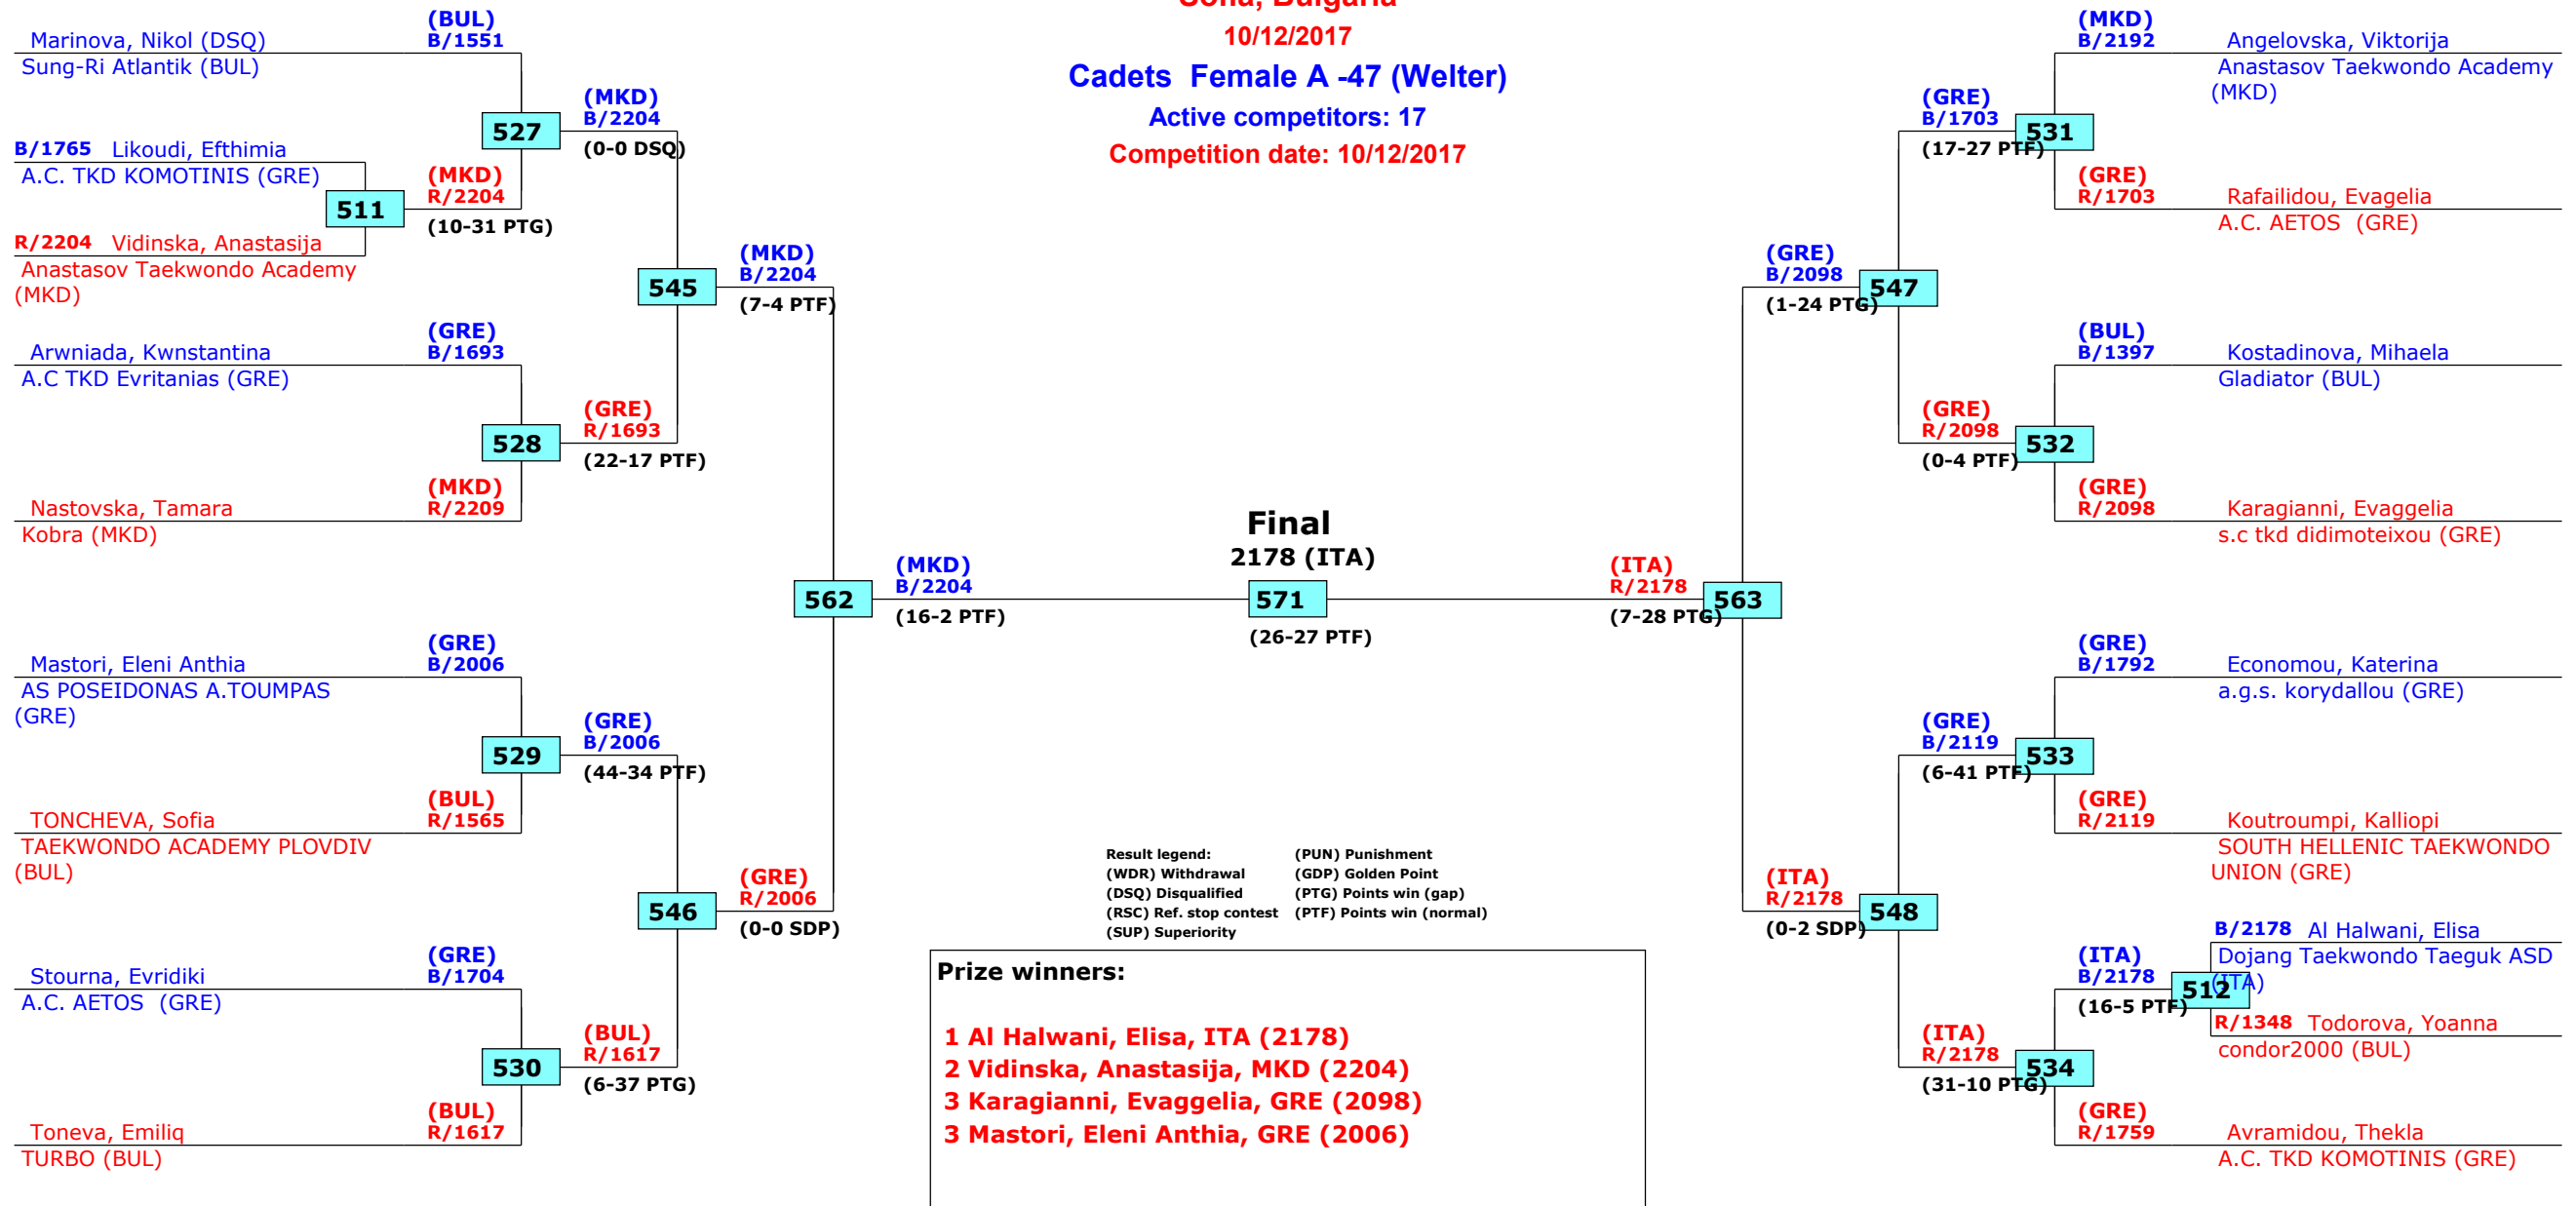 Sofia, Bulgaria
10/12/2017
Cadets Female A -47 (Welter)
Active competitors: 17
Competition date: 10/12/2017
(BUL)
B/1551
Marinova, Nikol (DSQ)
Sung-Ri Atlantik (BUL)
527
(MKD)
B/2204
(0-0 DSQ)
B/1765 Likoudi, Efthimia
A.C. TKD KOMOTINIS (GRE)
511
(MKD)
R/2204
(10-31 PTG)
R/2204 Vidinska, Anastasija
Anastasov Taekwondo Academy
(MKD)
545
(MKD)
B/2204
(7-4 PTF)
(GRE)
B/1693
Arwniada, Kwnstantina
A.C TKD Evritanias (GRE)
528
(GRE)
R/1693
(22-17 PTF)
(MKD)
R/2209
Nastovska, Tamara
Kobra (MKD)
562
(MKD)
B/2204
(16-2 PTF)
(GRE)
B/2006
Mastori, Eleni Anthia
AS POSEIDONAS A.TOUMPAS
(GRE)
529
(GRE)
B/2006
(44-34 PTF)
(BUL)
R/1565
TONCHEVA, Sofia
TAEKWONDO ACADEMY PLOVDIV
(BUL)
546
(GRE)
R/2006
(0-0 SDP)
(GRE)
B/1704
Stourna, Evridiki
A.C. AETOS (GRE)
530
(BUL)
R/1617
(6-37 PTG)
(BUL)
R/1617
Toneva, Emiliq
TURBO (BUL)
Final
2178 (ITA)
571
(26-27 PTF)
(ITA)
R/2178
(7-28 PTG)
563
(MKD)
B/2192
Angelovska, Viktorija
Anastasov Taekwondo Academy
(MKD)
(GRE)
B/1703
(17-27 PTF)
531
(GRE)
R/1703
Rafailidou, Evagelia
A.C. AETOS (GRE)
(GRE)
B/2098
(1-24 PTG)
547
(BUL)
B/1397
Kostadinova, Mihaela
Gladiator (BUL)
(GRE)
R/2098
(0-4 PTF)
532
(GRE)
R/2098
Karagianni, Evaggelia
s.c tkd didimoteixou (GRE)
(GRE)
B/1792
Economou, Katerina
a.g.s. korydallou (GRE)
(GRE)
B/2119
(6-41 PTF)
533
(GRE)
R/2119
Koutroumpi, Kalliopi
SOUTH HELLENIC TAEKWONDO
UNION (GRE)
(ITA)
R/2178
(0-2 SDP)
548
B/2178 Al Halwani, Elisa
Dojang Taekwondo Taeguk ASD
(ITA)
(ITA)
B/2178
(16-5 PTF)
512
R/1348 Todorova, Yoanna
condor2000 (BUL)
(ITA)
R/2178
(31-10 PTG)
534
(GRE)
R/1759
Avramidou, Thekla
A.C. TKD KOMOTINIS (GRE)
Result legend: (PUN) Punishment
(WDR) Withdrawal (GDP) Golden Point
(DSQ) Disqualified (PTG) Points win (gap)
(RSC) Ref. stop contest (PTF) Points win (normal)
(SUP) Superiority
Prize winners:
1 Al Halwani, Elisa, ITA (2178)
2 Vidinska, Anastasija, MKD (2204)
3 Karagianni, Evaggelia, GRE (2098)
3 Mastori, Eleni Anthia, GRE (2006)